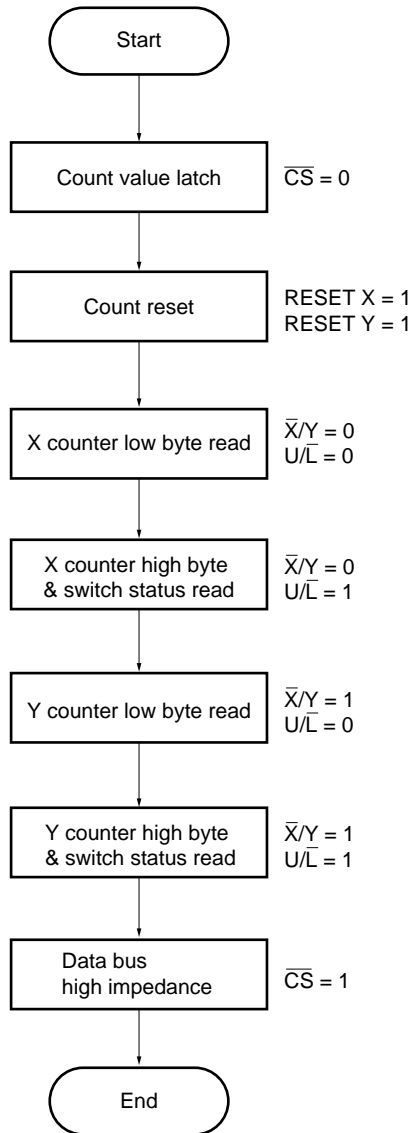 Start
Count value latch
C̅S̅ = 0
Count reset
RESET X = 1
RESET Y = 1
X counter low byte read
X̅/Y = 0
U/L̅ = 0
X counter high byte
& switch status read
X̅/Y = 0
U/L̅ = 1
Y counter low byte read
X̅/Y = 1
U/L̅ = 0
Y counter high byte
& switch status read
X̅/Y = 1
U/L̅ = 1
Data bus
high impedance
C̅S̅ = 1
End